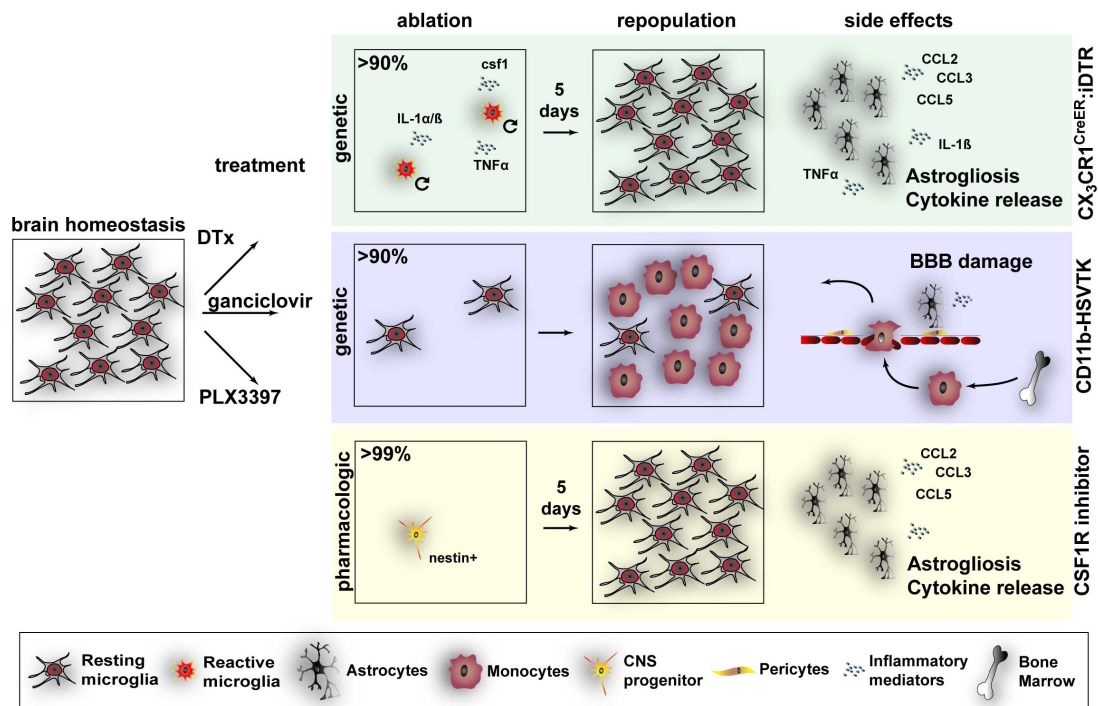 ablation
repopulation
side effects
treatment
brain homeostasis
DTx
ganciclovir
PLX3397
genetic
>90%
csf1
IL-1α/ß
TNFα
5
days
CCL2
CCL3
CCL5
IL-1ß
TNFα
Astrogliosis
Cytokine release
CX3CR1CreER:iDTR
genetic
>90%
BBB damage
CD11b-HSVTK
pharmacologic
>99%
nestin+
5
days
CCL2
CCL3
CCL5
Astrogliosis
Cytokine release
CSF1R inhibitor
Resting
microglia
Reactive
microglia
Astrocytes
Monocytes
CNS
progenitor
Pericytes
Inflammatory
mediators
Bone
Marrow